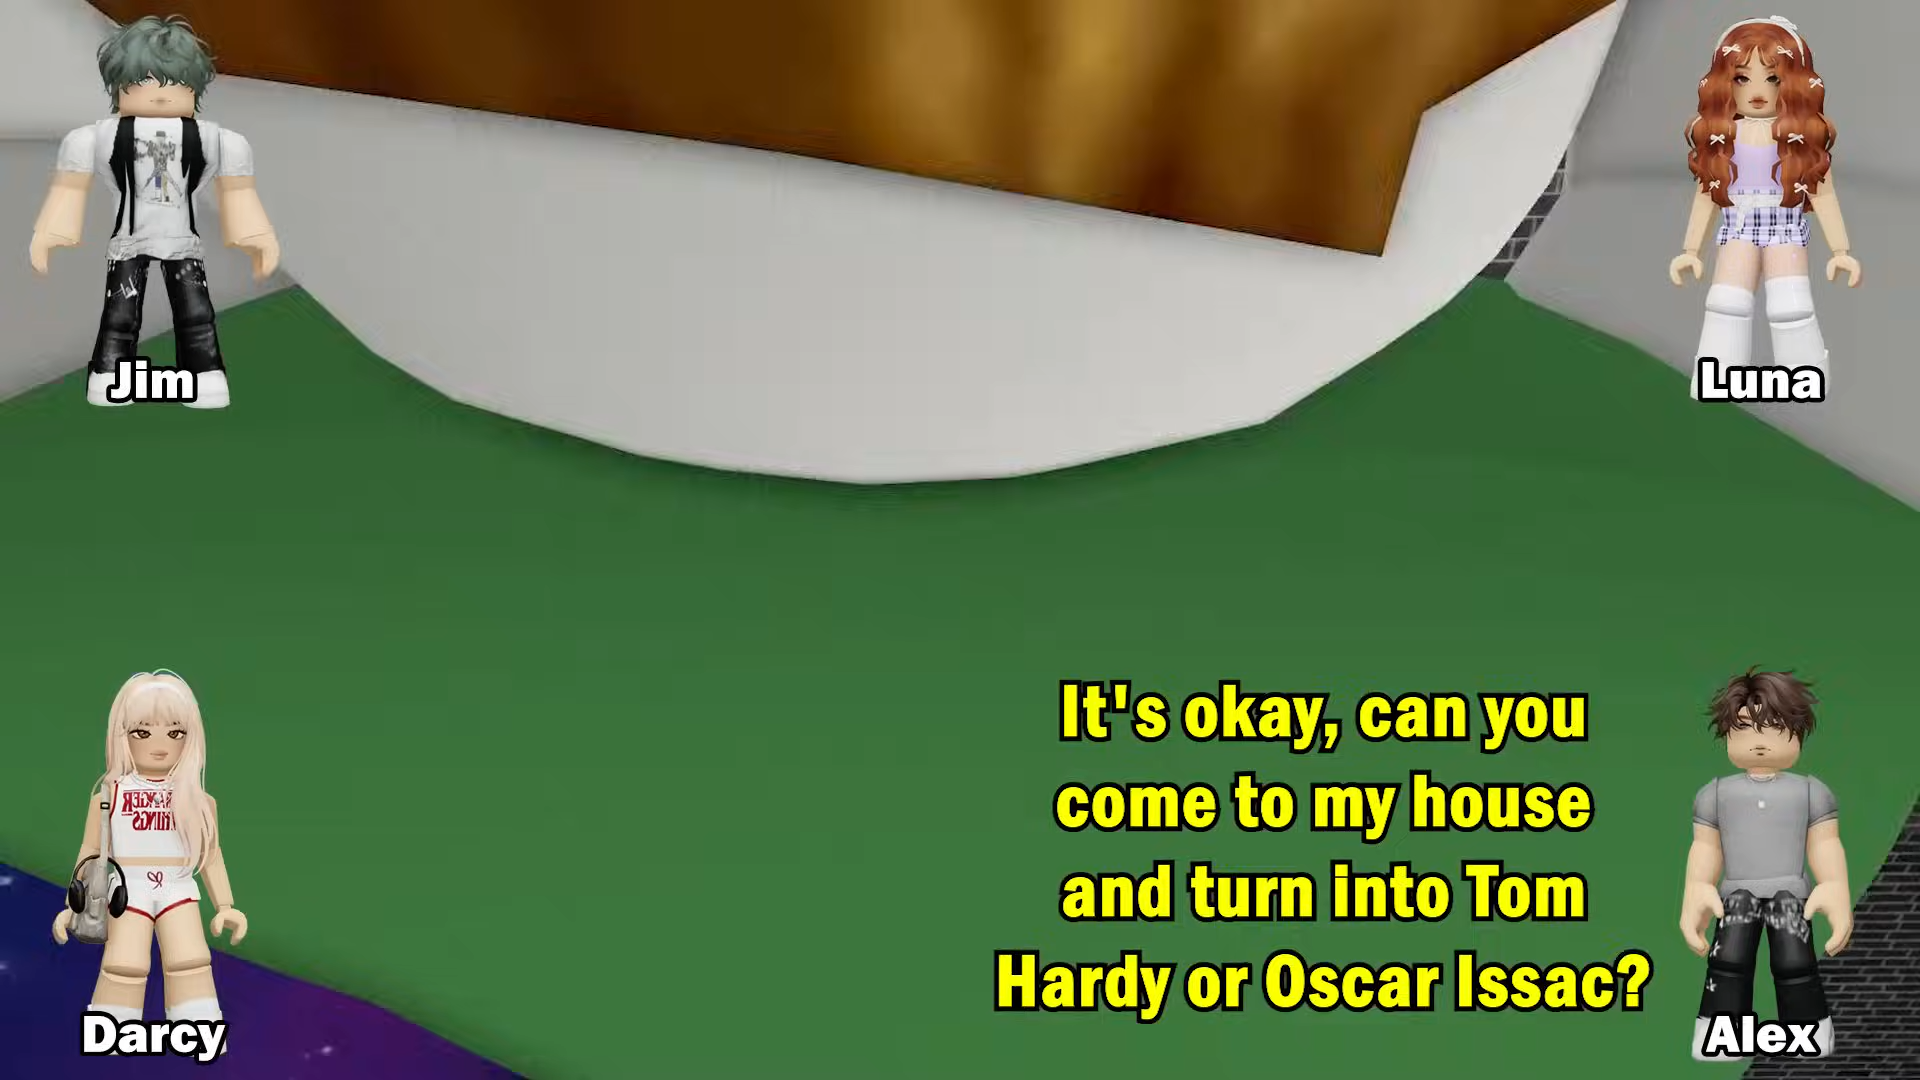 Jim
Luna
It's okay, can you
come to my house
and turn into Tom
Hardy or Oscar Issac?
Darcy
Alex